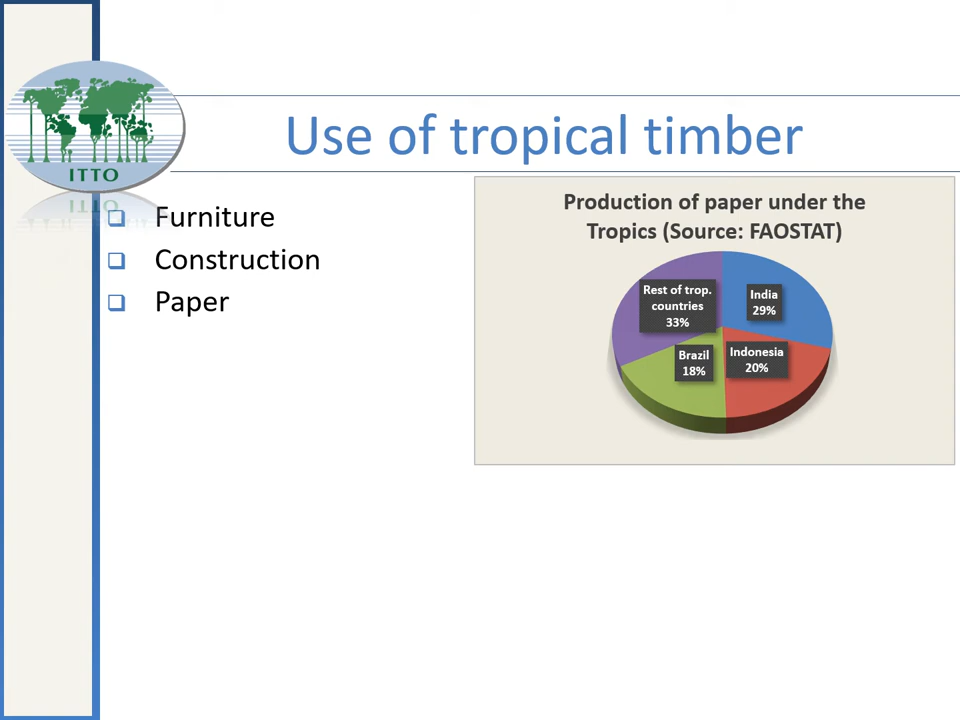 ITTO
Use of tropical timber
Furniture
Construction
Paper
Production of paper under the
Tropics (Source: FAOSTAT)
Rest of trop.
countries
33%
India
29%
Brazil
18%
Indonesia
20%